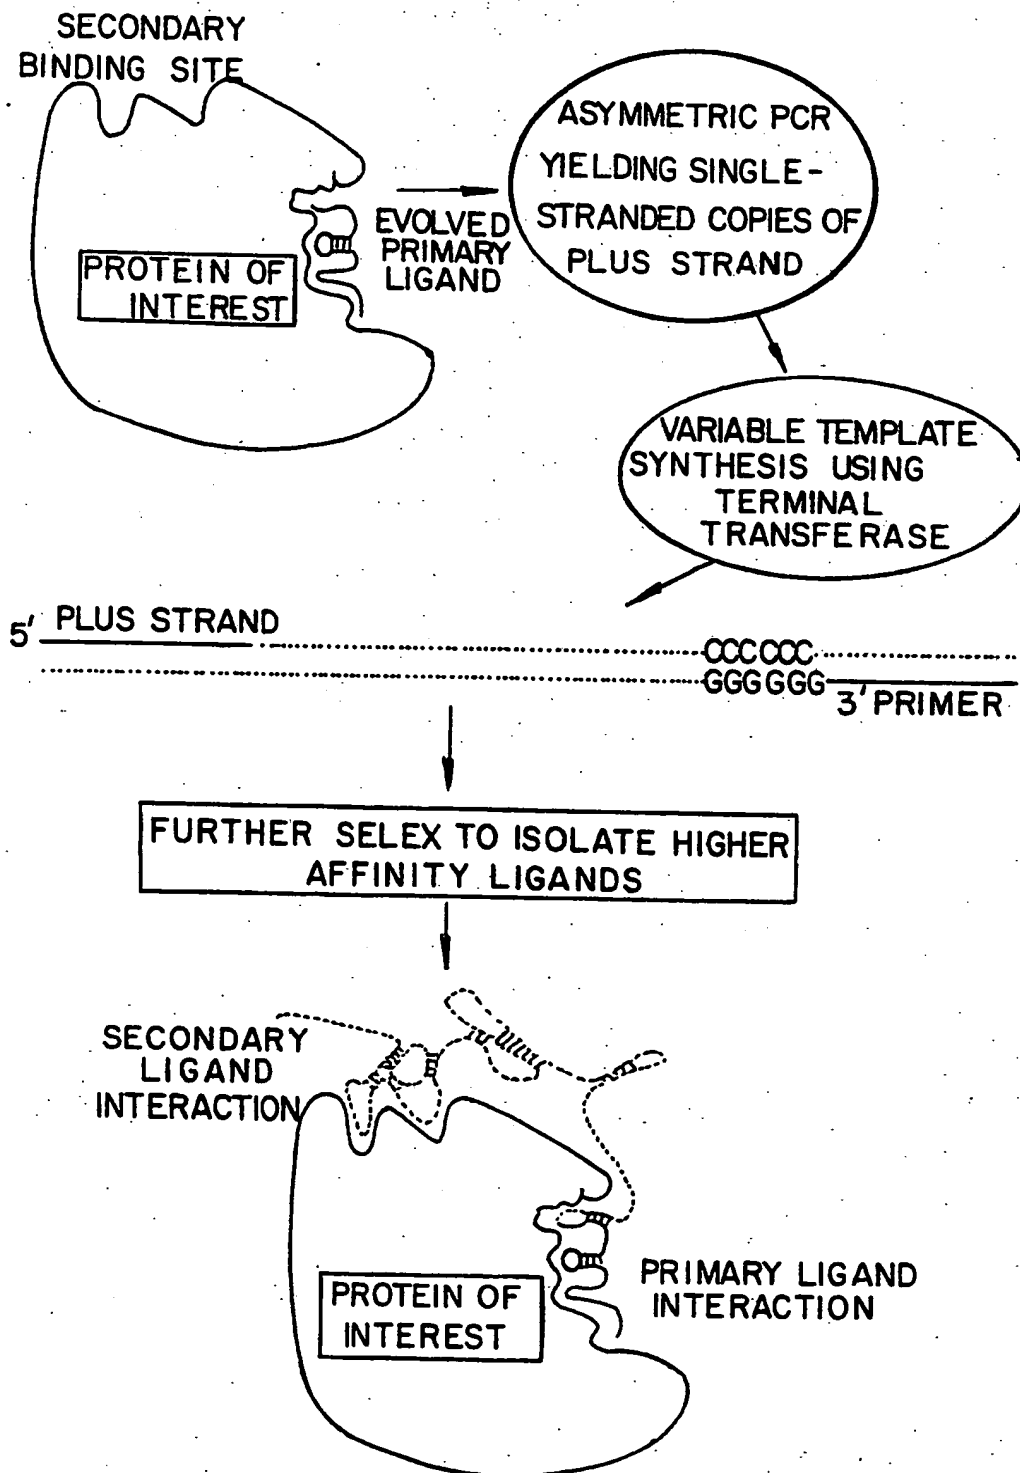 SECONDARY
BINDING SITE
ASYMMETRIC PCR
YIELDING SINGLE-
STRANDED COPIES OF
PLUS STRAND
EVOLVED
PRIMARY
LIGAND
PROTEIN OF
INTEREST
VARIABLE TEMPLATE
SYNTHESIS USING
TERMINAL
TRANSFERASE
5' PLUS STRAND
CCCCCC
GGGGGG
3' PRIMER
FURTHER SELEX TO ISOLATE HIGHER
AFFINITY LIGANDS
SECONDARY
LIGAND
INTERACTION
PRIMARY LIGAND
INTERACTION
PROTEIN OF
INTEREST